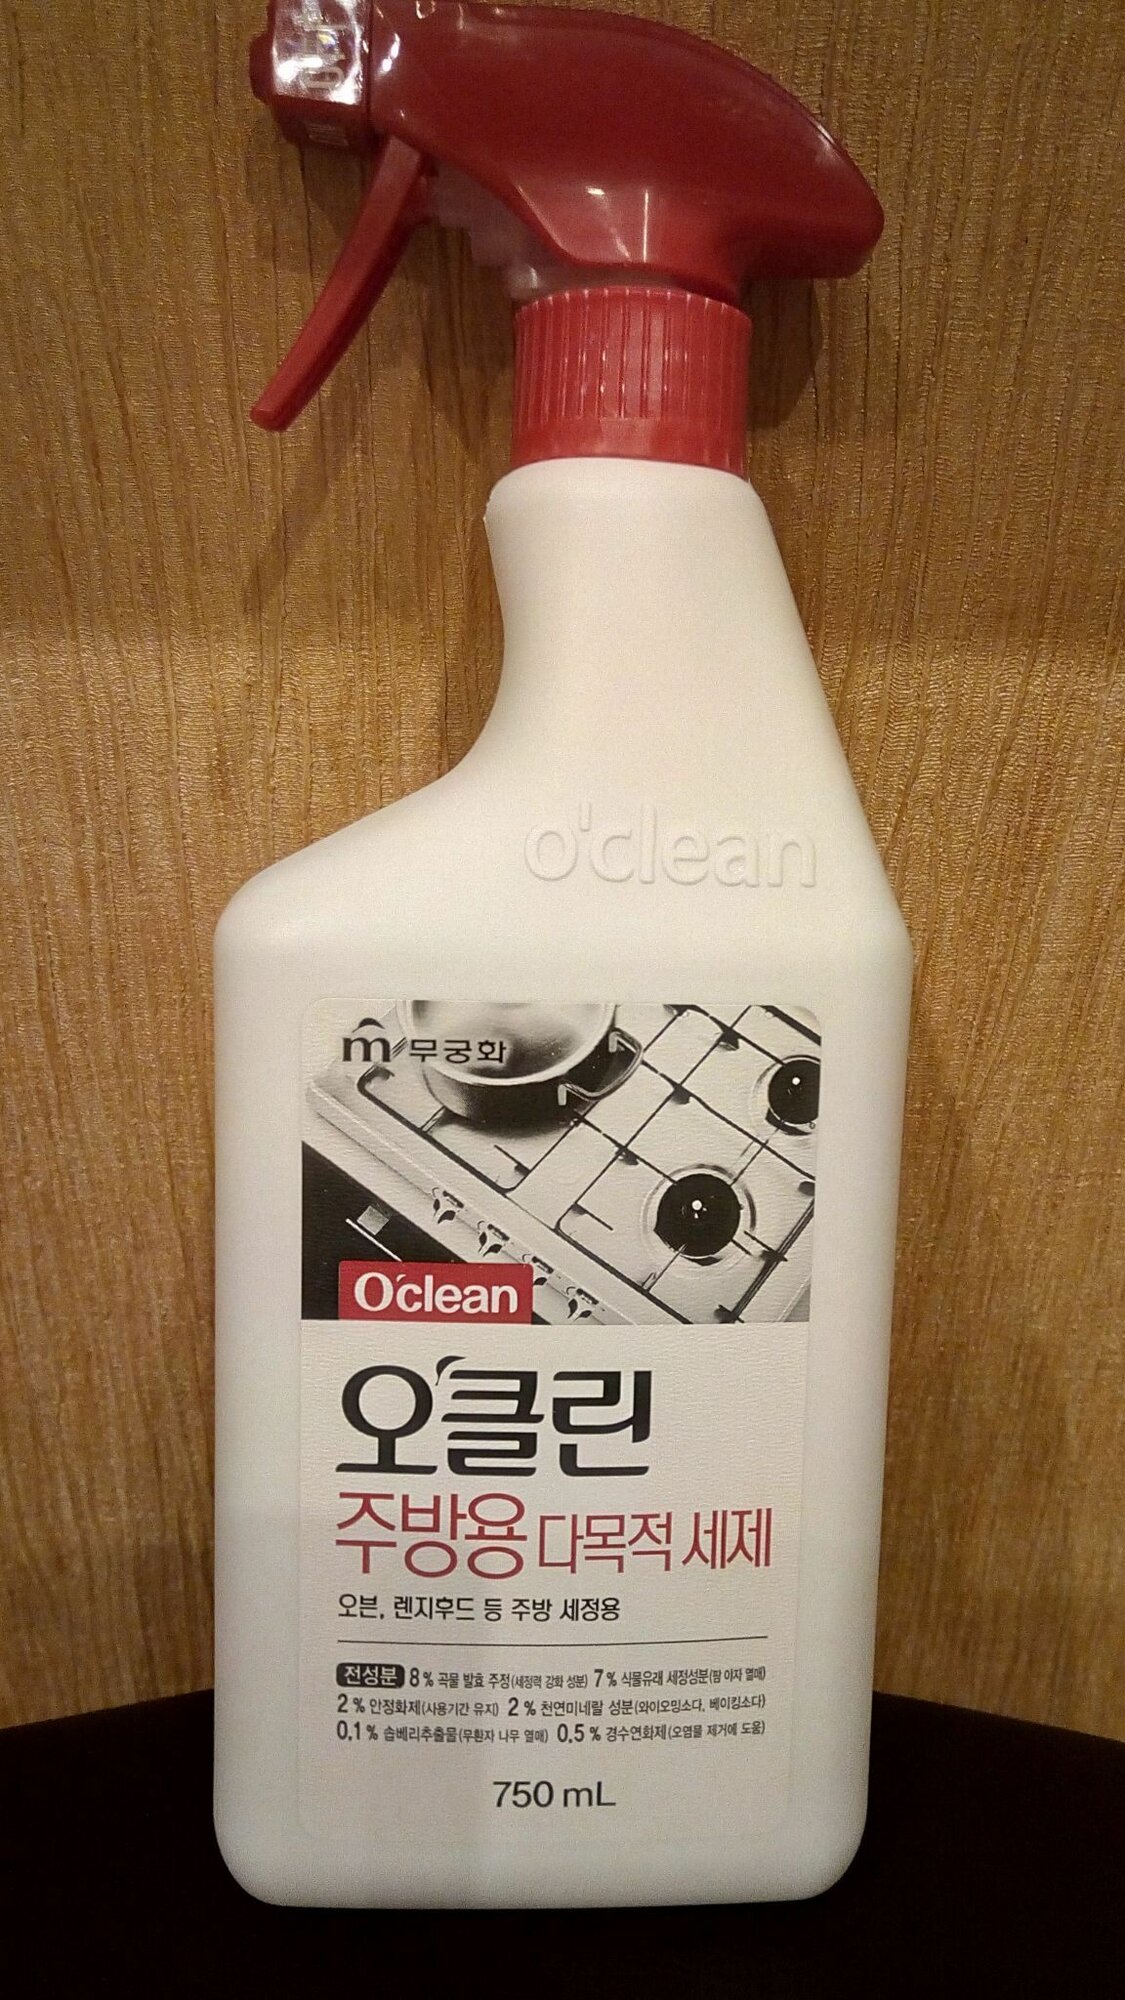 o'clean
무궁화
O'clean
오클린
주방용 다목적 세제
오븐, 렌지후드 등 주방 세정용
전성분 8% 곡물 발효 주정(세정력 강화 성분) 7% 식물유래 세정성분(팜 야자 열매)
2% 안정화제(사용기간 유지) 2% 천연미네랄 성분(와이오밍소다, 베이킹소다)
0.1% 솝베리추출물(무환자 나무 열매) 0.5% 경수연화제(오염물 제거에 도움)
750 mL